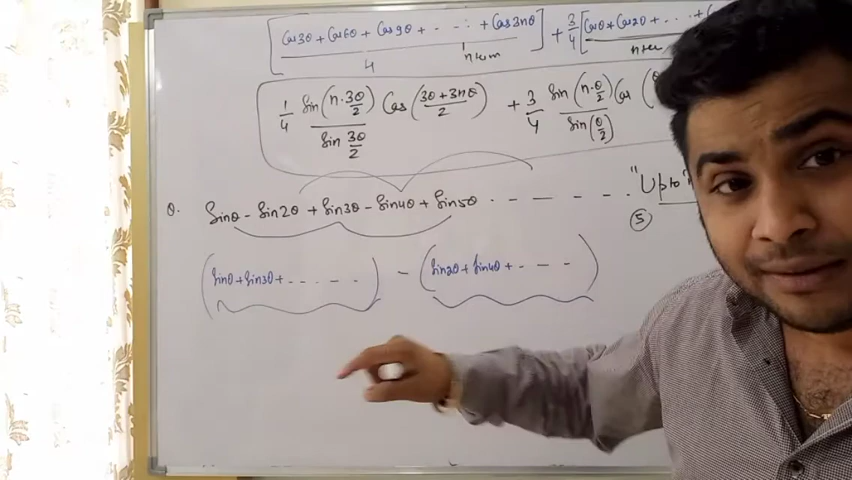 Cos3θ + Cos6θ + Cos9θ + - - - + Cos3nθ / 4 + 3/4 [Cosθ + Cos2θ + . . . +
n term
1/4 Sin(n·3θ/2) / Sin 3θ/2 Cos(3θ+3nθ / 2) + 3/4 Sin(n·θ/2) / Sin(θ/2) Cos(
Q. Sinθ - Sin2θ + Sin3θ - Sin4θ + Sin5θ . - - - - - . "Upto
5
(Sinθ + Sin3θ + - - - - - -) - (Sin2θ + Sin4θ + - - - -)